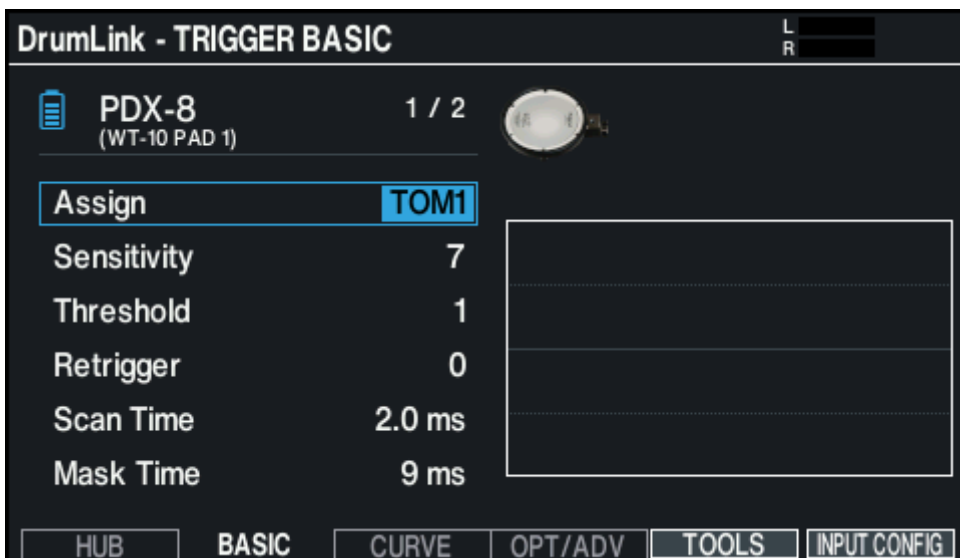 DrumLink - TRIGGER BASIC
L
R
PDX-8 1 / 2
(WT-10 PAD 1)
Assign TOM1
Sensitivity 7
Threshold 1
Retrigger 0
Scan Time 2.0 ms
Mask Time 9 ms
HUB BASIC CURVE OPT/ADV TOOLS INPUT CONFIG